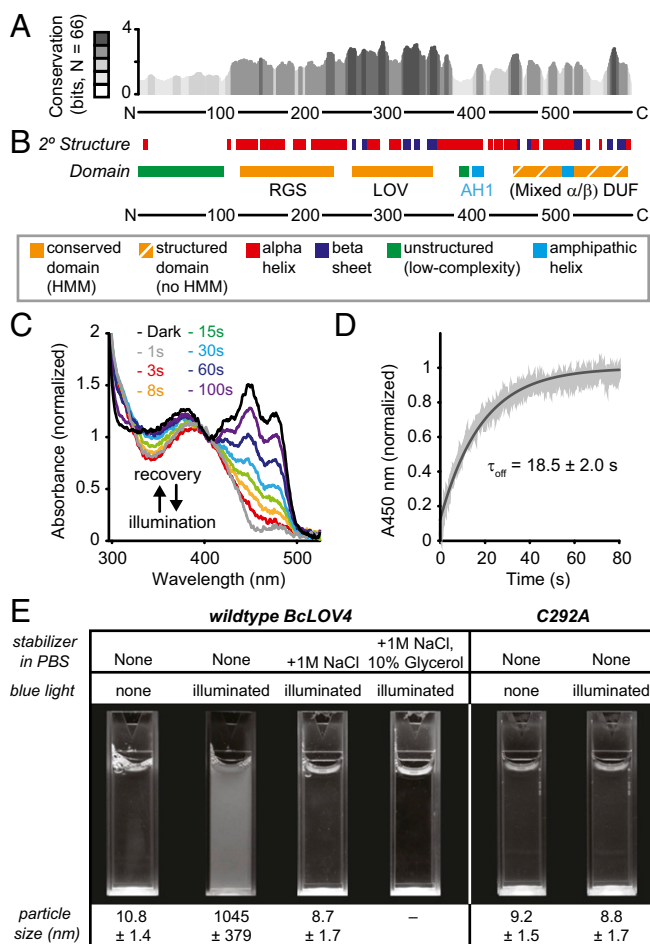 A
Conservation
(bits, N = 66)
4
2
0
N 100 200 300 400 500 C
B
2º Structure
Domain
RGS LOV AH1 (Mixed α/β) DUF
N 100 200 300 400 500 C
conserved domain (HMM)
structured domain (no HMM)
alpha helix
beta sheet
unstructured (low-complexity)
amphipathic helix
C
Absorbance (normalized)
2
1.5
1
0.5
0
- Dark
- 1s
- 3s
- 8s
- 15s
- 30s
- 60s
- 100s
recovery
illumination
300 400 500
Wavelength (nm)
D
A450 nm (normalized)
1
0.8
0.6
0.4
0.2
0
τoff = 18.5 ± 2.0 s
0 20 40 60 80
Time (s)
E
wildtype BcLOV4 C292A
stabilizer in PBS
None None +1M NaCl +1M NaCl, 10% Glycerol None None
blue light none illuminated illuminated illuminated none illuminated
particle size (nm)
10.8 ± 1.4
1045 ± 379
8.7 ± 1.7
–
9.2 ± 1.5
8.8 ± 1.7